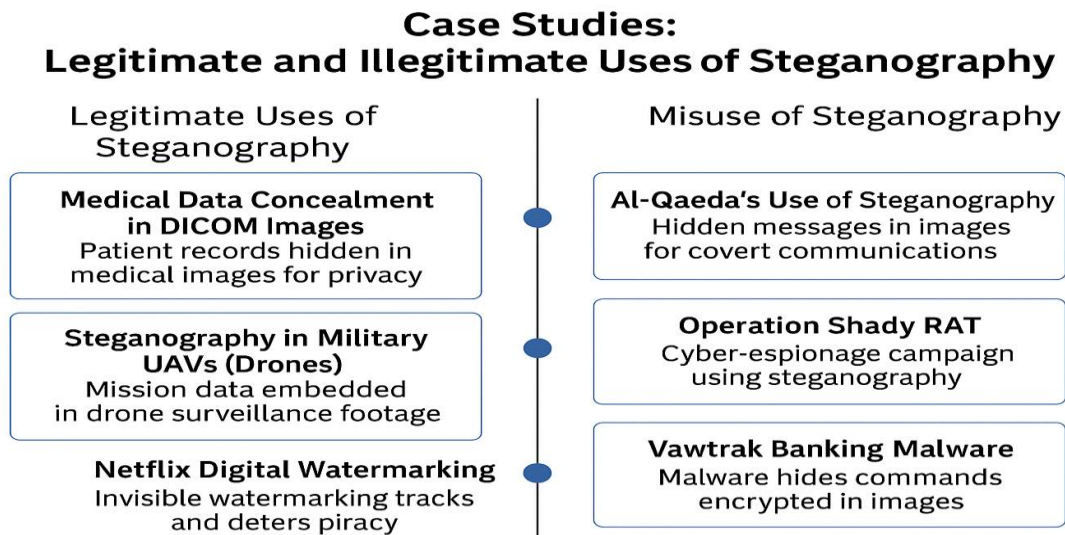 Case Studies:
Legitimate and Illegitimate Uses of Steganography
Legitimate Uses of
Steganography
Medical Data Concealment
in DICOM Images
Patient records hidden in
medical images for privacy
Steganography in Military
UAVs (Drones)
Mission data embedded
in drone surveillance footage
Netflix Digital Watermarking
Invisible watermarking tracks
and deters piracy
Misuse of Steganography
Al-Qaeda's Use of Steganography
Hidden messages in images
for covert communications
Operation Shady RAT
Cyber-espionage campaign
using steganography
Vawtrak Banking Malware
Malware hides commands
encrypted in images